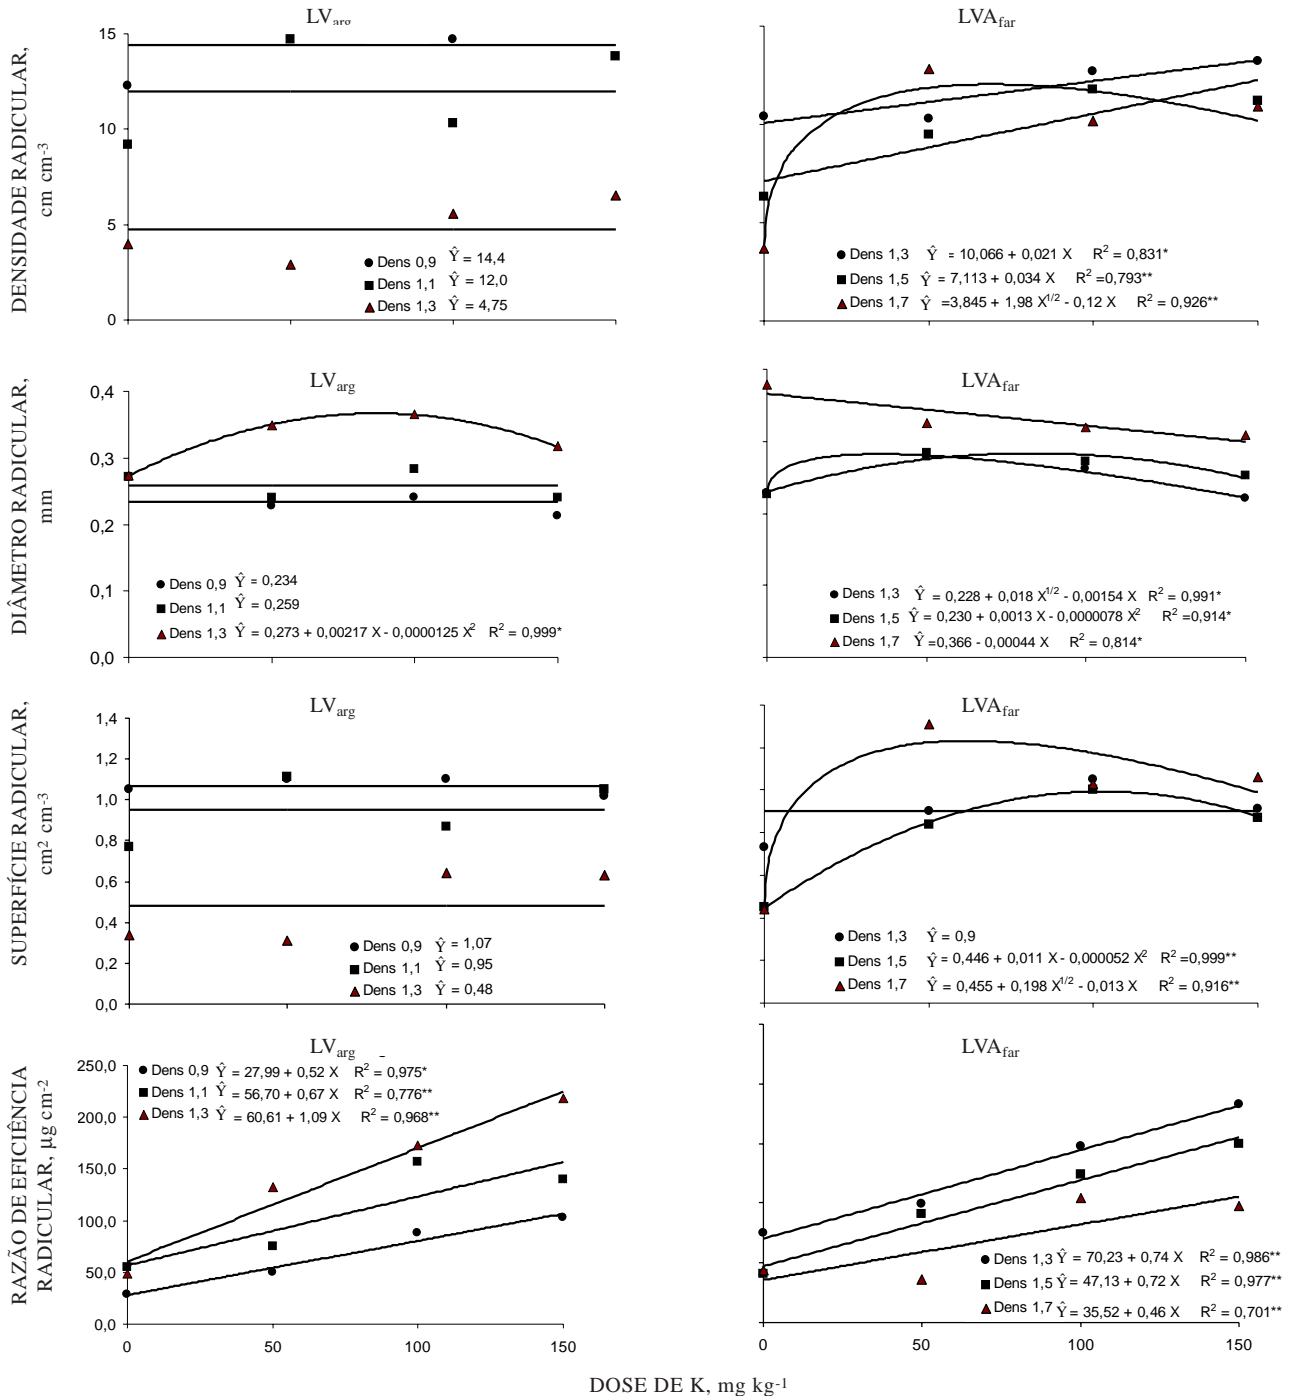 DENSIDADE RADICULAR,
cm cm-3
LVarg
15
10
5
0
Dens 0,9 Ŷ = 14,4
Dens 1,1 Ŷ = 12,0
Dens 1,3 Ŷ = 4,75
LVAfar
Dens 1,3 Ŷ = 10,066 + 0,021 X R2 = 0,831*
Dens 1,5 Ŷ = 7,113 + 0,034 X R2 =0,793**
Dens 1,7 Ŷ =3,845 + 1,98 X1/2 - 0,12 X R2 = 0,926**
DIÂMETRO RADICULAR,
mm
LVarg
0,4
0,3
0,2
0,1
0,0
Dens 0,9 Ŷ = 0,234
Dens 1,1 Ŷ = 0,259
Dens 1,3 Ŷ = 0,273 + 0,00217 X - 0,0000125 X2 R2 = 0,999*
LVAfar
Dens 1,3 Ŷ = 0,228 + 0,018 X1/2 - 0,00154 X R2 = 0,991*
Dens 1,5 Ŷ = 0,230 + 0,0013 X - 0,0000078 X2 R2 =0,914*
Dens 1,7 Ŷ =0,366 - 0,00044 X R2 = 0,814*
SUPERFÍCIE RADICULAR,
cm2 cm-3
LVarg
1,4
1,2
1,0
0,8
0,6
0,4
0,2
0,0
Dens 0,9 Ŷ = 1,07
Dens 1,1 Ŷ = 0,95
Dens 1,3 Ŷ = 0,48
LVAfar
Dens 1,3 Ŷ = 0,9
Dens 1,5 Ŷ = 0,446 + 0,011 X - 0,000052 X2 R2 =0,999**
Dens 1,7 Ŷ = 0,455 + 0,198 X1/2 - 0,013 X R2 = 0,916**
RAZÃO DE EFICIÊNCIA
RADICULAR, µg cm-2
LVarg
250,0
200,0
150,0
100,0
50,0
0,0
Dens 0,9 Ŷ = 27,99 + 0,52 X R2 = 0,975*
Dens 1,1 Ŷ = 56,70 + 0,67 X R2 = 0,776**
Dens 1,3 Ŷ = 60,61 + 1,09 X R2 = 0,968**
0 50 100 150
LVAfar
Dens 1,3 Ŷ = 70,23 + 0,74 X R2 = 0,986**
Dens 1,5 Ŷ = 47,13 + 0,72 X R2 = 0,977**
Dens 1,7 Ŷ = 35,52 + 0,46 X R2 = 0,701**
0 50 100 150
DOSE DE K, mg kg-1